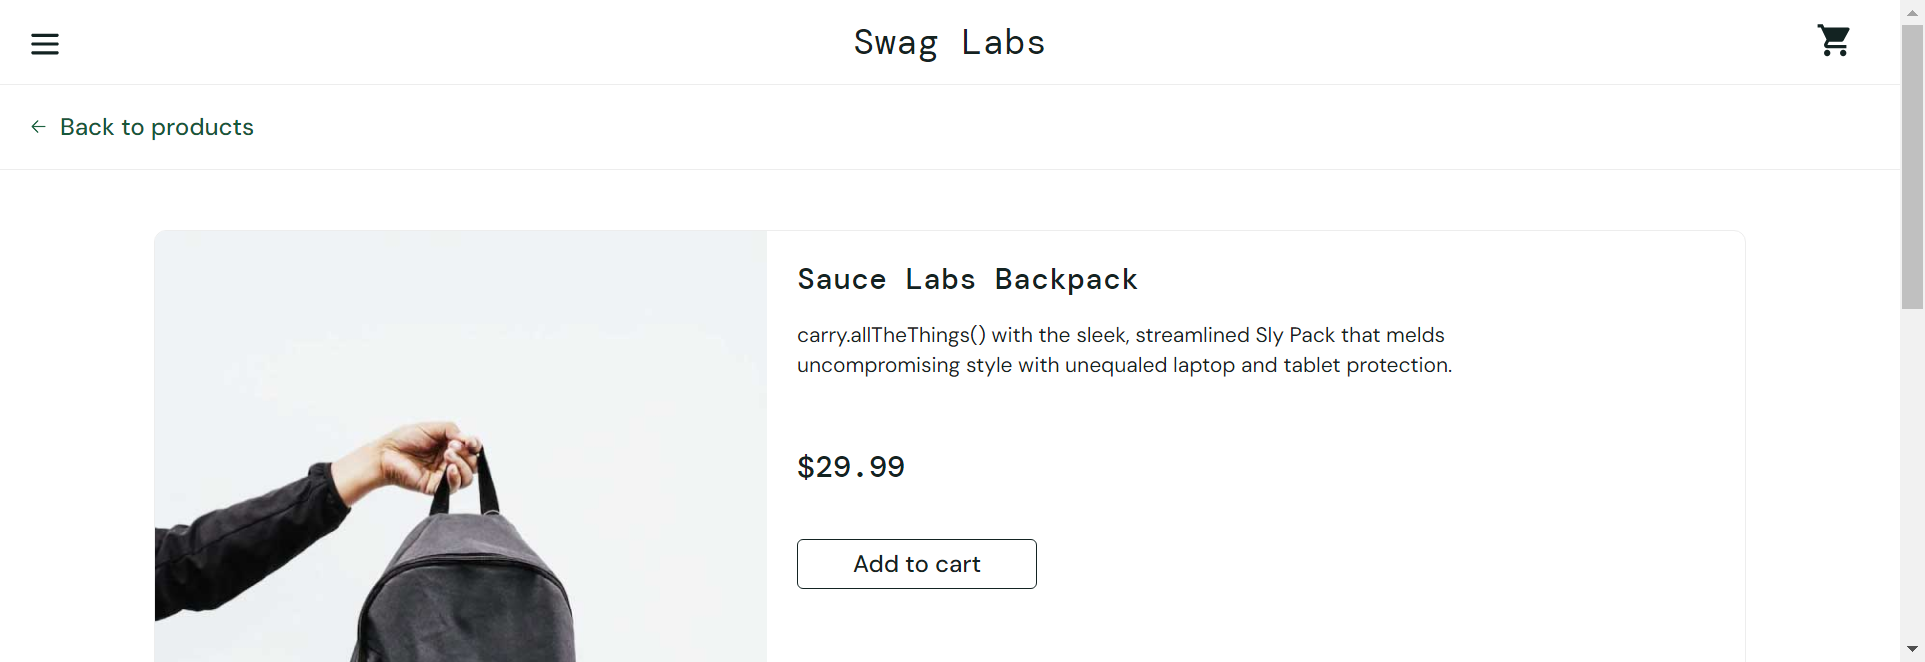 Swag Labs
Back to products
Sauce Labs Backpack
carry.allTheThings() with the sleek, streamlined Sly Pack that melds
uncompromising style with unequaled laptop and tablet protection.
$29.99
Add to cart